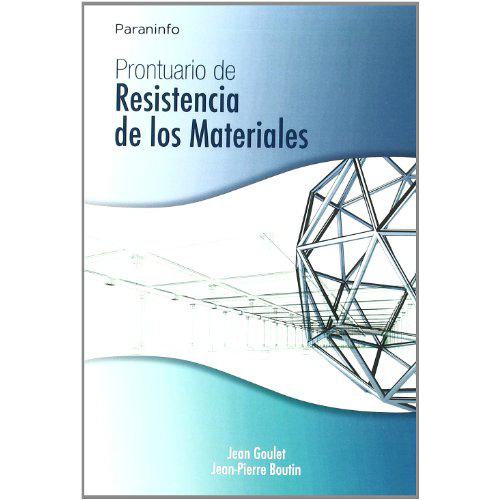 Paraninfo
Prontuario de
Resistencia
de los Materiales
Jean Goulet
Jean-Pierre Boutin